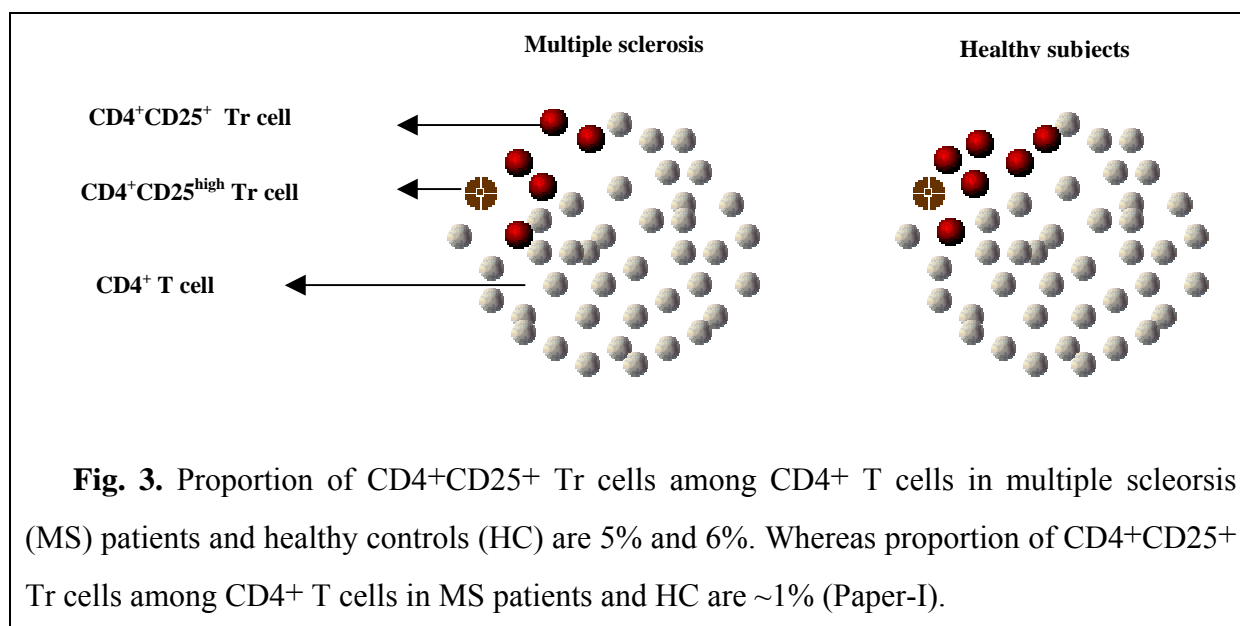 Multiple sclerosis
Healthy subjects
CD4⁺CD25⁺ Tr cell
CD4⁺CD25ʰⁱᵍʰ Tr cell
CD4⁺ T cell
Fig. 3. Proportion of CD4+CD25+ Tr cells among CD4+ T cells in multiple scleorsis
(MS) patients and healthy controls (HC) are 5% and 6%. Whereas proportion of CD4+CD25+
Tr cells among CD4+ T cells in MS patients and HC are ~1% (Paper-I).